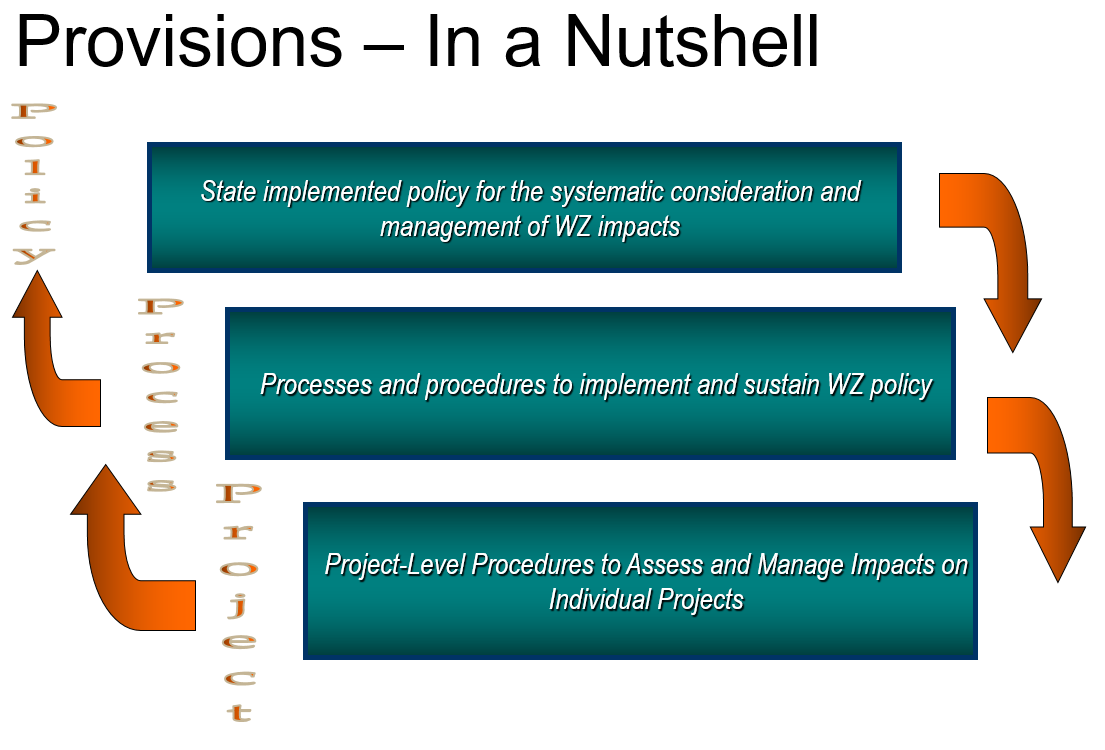 Provisions – In a Nutshell
Policy
State implemented policy for the systematic consideration and
management of WZ impacts
Process
Processes and procedures to implement and sustain WZ policy
Project
Project-Level Procedures to Assess and Manage Impacts on
Individual Projects